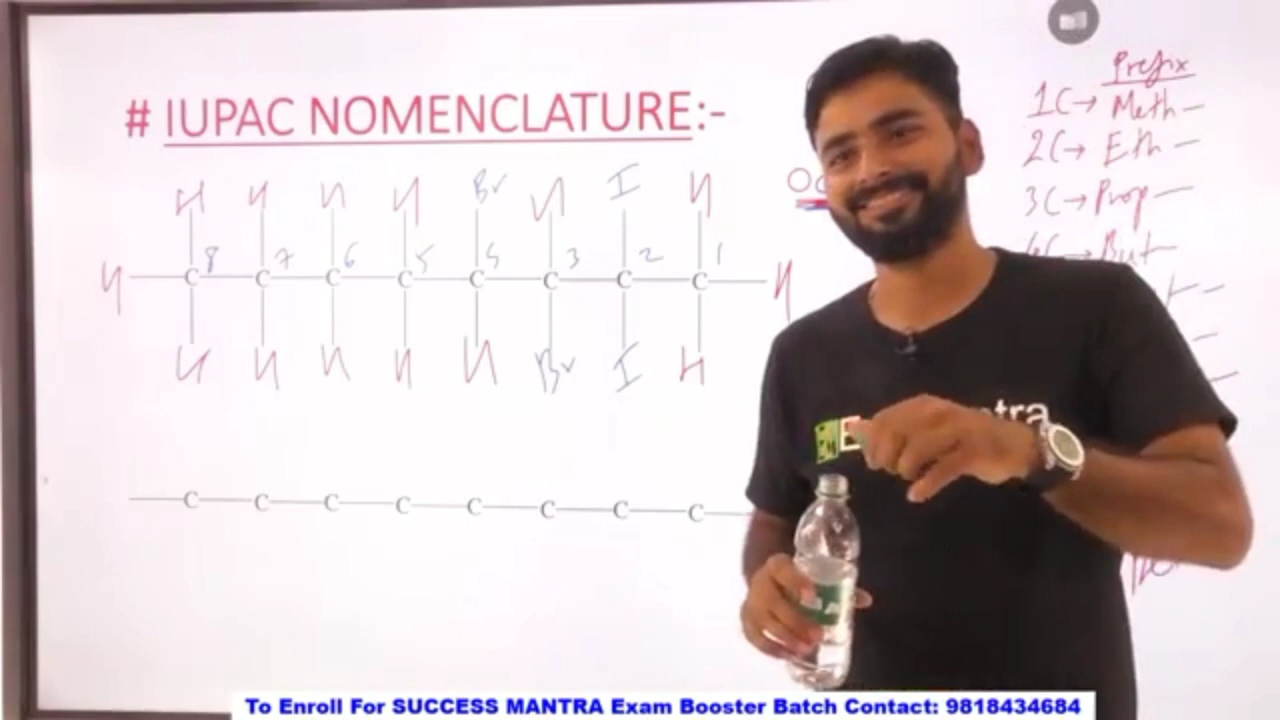 # IUPAC NOMENCLATURE:-
H H H H Br H I H
8 7 6 5 4 3 2 1
H C C C C C C C C H
H H H H H Br I H
C C C C C C C C
Prefix
1C → Meth-
2C → Eth-
3C → Prop-
But-
To Enroll For SUCCESS MANTRA Exam Booster Batch Contact: 9818434684